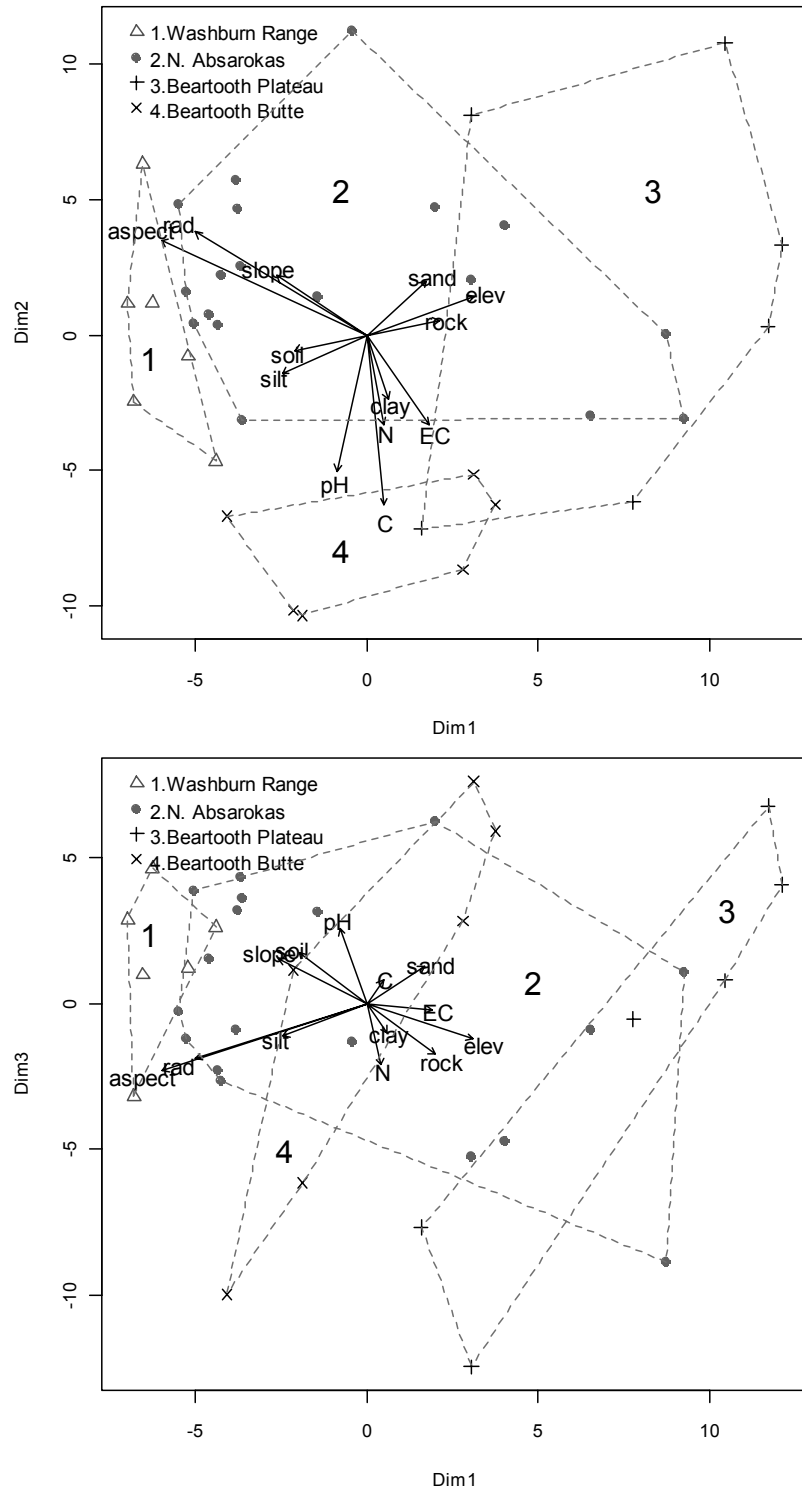 1.Washburn Range
2.N. Absarokas
3.Beartooth Plateau
4.Beartooth Butte
10
5
0
-5
-10
Dim2
2
3
1
4
rad
aspect
slope
sand
elev
rock
soil
silt
clay
N
EC
pH
C
-5
0
5
10
Dim1
1.Washburn Range
2.N. Absarokas
3.Beartooth Plateau
4.Beartooth Butte
5
0
-5
-10
Dim3
1
3
2
4
pH
soil
slope
sand
C
EC
clay
silt
elev
rock
rad
aspect
N
-5
0
5
10
Dim1